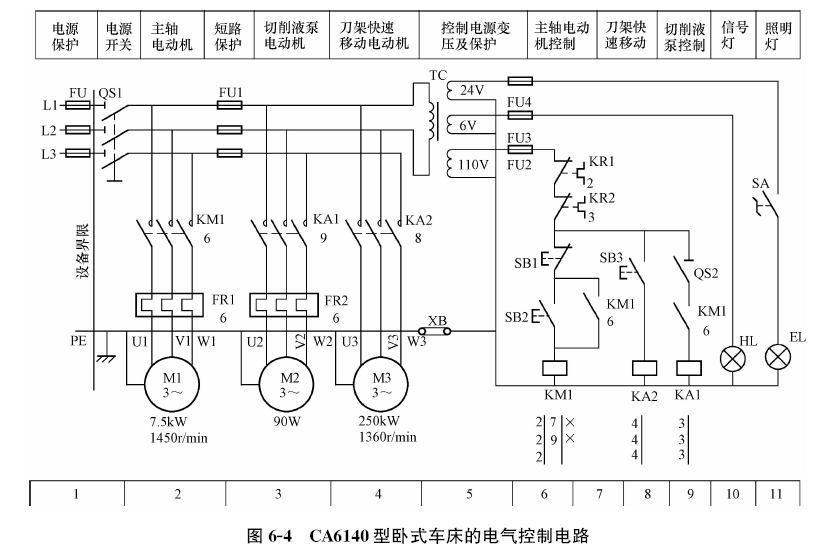 电源保护 电源开关 主轴电动机 短路保护 切削液泵电动机 刀架快速移动电动机 控制电源变压及保护 主轴电动机控制 刀架快速移动 切削液泵控制 信号灯 照明灯
TC
24V
FU QS1 FU1
L1
FU4
L2
6V
FU3
L3
110V FU2
KR1
2
KR2
3
SA
KM1
6
KA1
9
KA2
8
设备界限
SB1
SB3
QS2
FR1
6
FR2
6
SB2
KM1
6
KM1
6
XB
PE U1 V1 W1 U2 V2 W2 U3 V3 W3
HL
EL
M1
3～
M2
3～
M3
3～
KM1 KA2 KA1
7.5kW
1450r/min
90W
250kW
1360r/min
2 7 × 4 3
2 9 × 4 3
2 4 3
1 2 3 4 5 6 7 8 9 10 11
图 6-4 CA6140 型卧式车床的电气控制电路